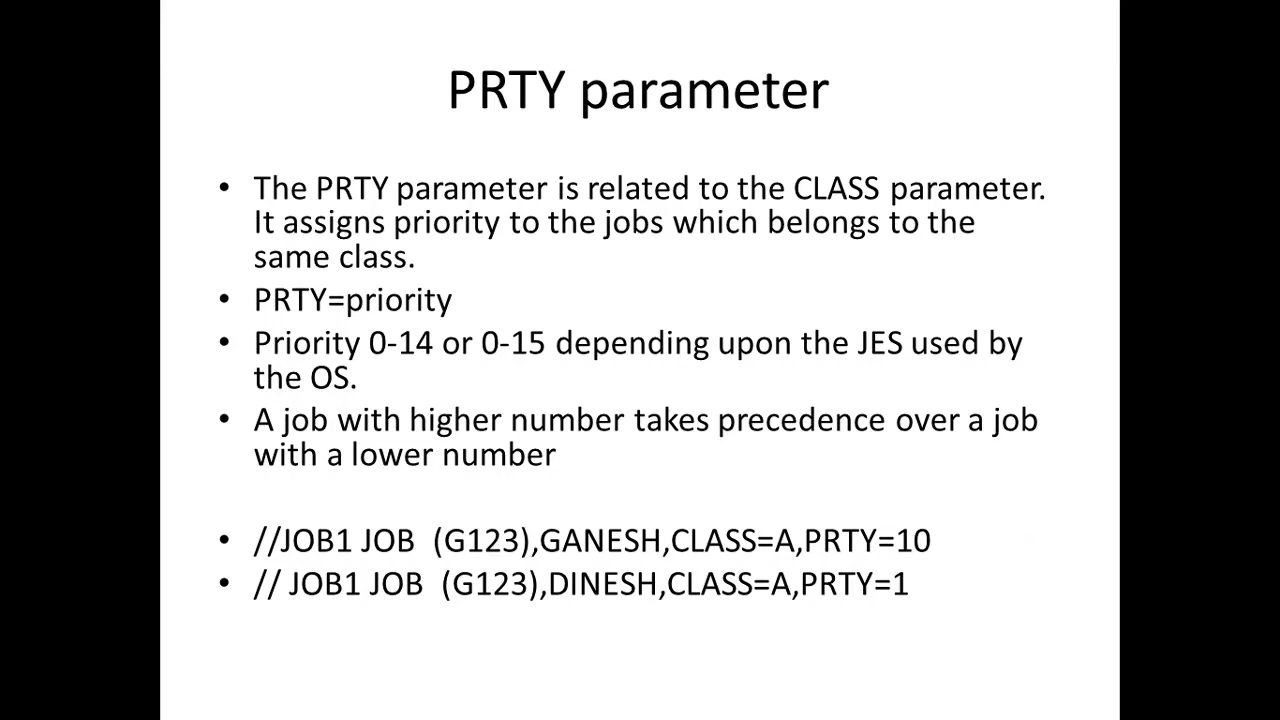 PRTY parameter
• The PRTY parameter is related to the CLASS parameter.
It assigns priority to the jobs which belongs to the
same class.
• PRTY=priority
• Priority 0-14 or 0-15 depending upon the JES used by
the OS.
• A job with higher number takes precedence over a job
with a lower number
• //JOB1 JOB  (G123),GANESH,CLASS=A,PRTY=10
• // JOB1 JOB  (G123),DINESH,CLASS=A,PRTY=1